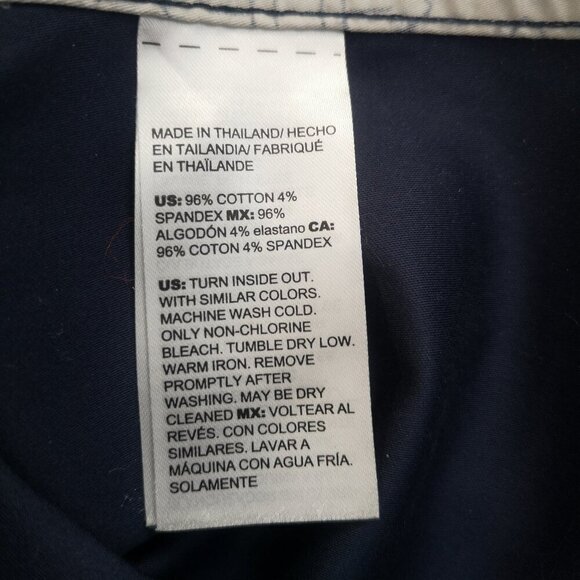 MADE IN THAILAND/ HECHO
EN TAILANDIA/ FABRIQUÉ
EN THAÏLANDE
US: 96% COTTON 4%
SPANDEX MX: 96%
ALGODÓN 4% elastano CA:
96% COTON 4% SPANDEX
US: TURN INSIDE OUT.
WITH SIMILAR COLORS.
MACHINE WASH COLD.
ONLY NON-CHLORINE
BLEACH. TUMBLE DRY LOW.
WARM IRON. REMOVE
PROMPTLY AFTER
WASHING. MAY BE DRY
CLEANED MX: VOLTEAR AL
REVÉS. CON COLORES
SIMILARES. LAVAR A
MÁQUINA CON AGUA FRÍA.
SOLAMENTE